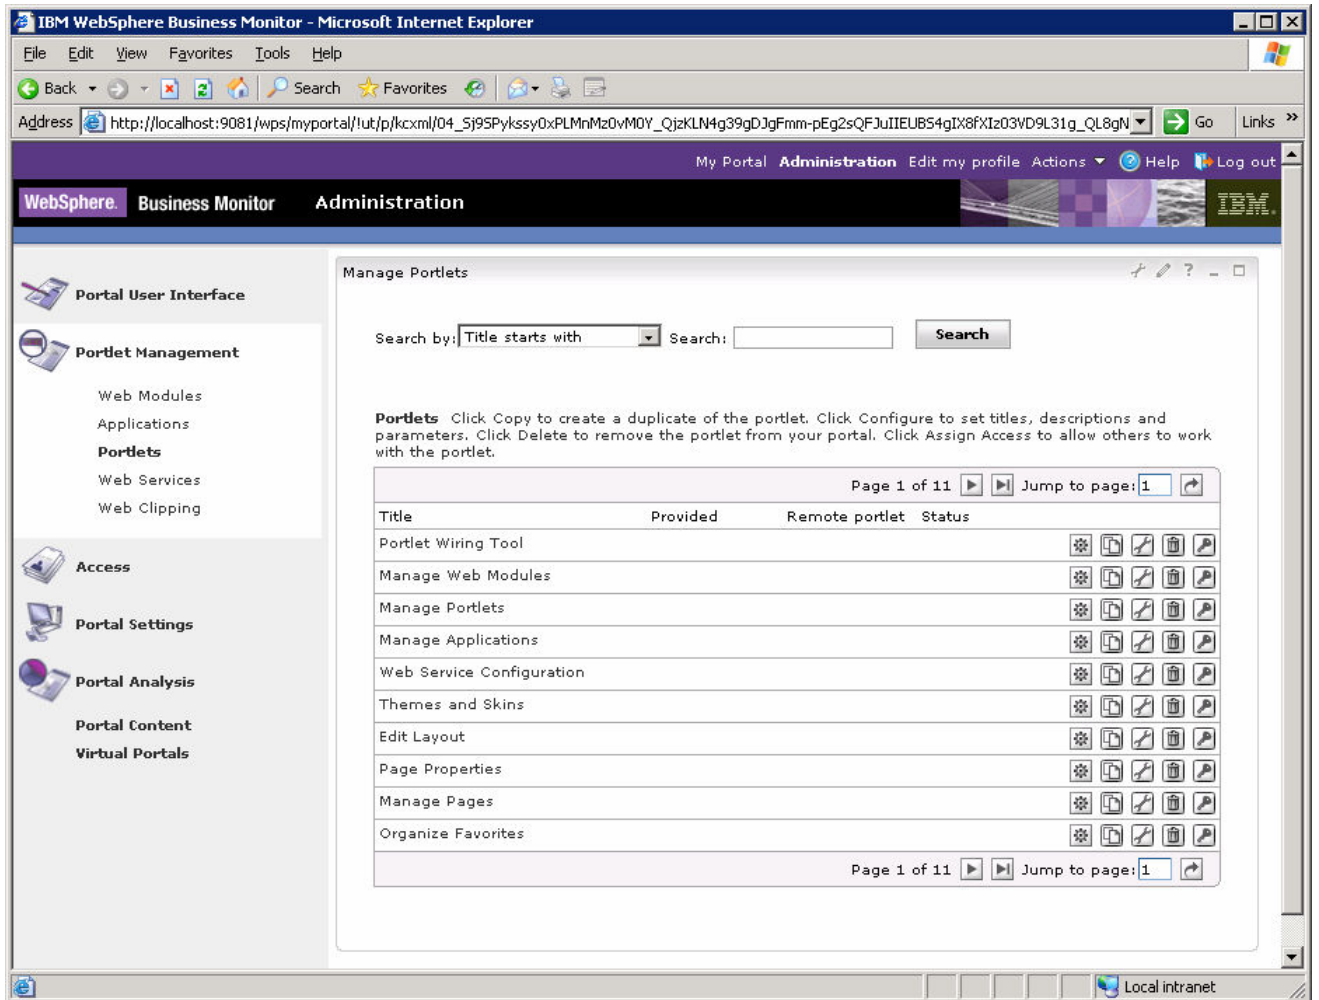 IBM WebSphere Business Monitor - Microsoft Internet Explorer
File Edit View Favorites Tools Help
Back Search Favorites
Address http://localhost:9081/wps/myportal/!ut/p/kcxml/04_Sj9SPykssy0xPLMnMz0vM0Y_QjzKLN4g39gDJgFmm-pEg2sQFJuIIEUBS4gIX8fXIz03VD9L31g_QL8gN Go Links »
My Portal Administration Edit my profile Actions Help Log out
WebSphere. Business Monitor Administration IBM.
Portal User Interface
Portlet Management
Web Modules
Applications
Portlets
Web Services
Web Clipping
Access
Portal Settings
Portal Analysis
Portal Content
Virtual Portals
Manage Portlets ?
Search by: Title starts with Search: Search
Portlets Click Copy to create a duplicate of the portlet. Click Configure to set titles, descriptions and
parameters. Click Delete to remove the portlet from your portal. Click Assign Access to allow others to work
with the portlet.
Page 1 of 11 Jump to page: 1
Title Provided Remote portlet Status
Portlet Wiring Tool
Manage Web Modules
Manage Portlets
Manage Applications
Web Service Configuration
Themes and Skins
Edit Layout
Page Properties
Manage Pages
Organize Favorites
Page 1 of 11 Jump to page: 1
Local intranet